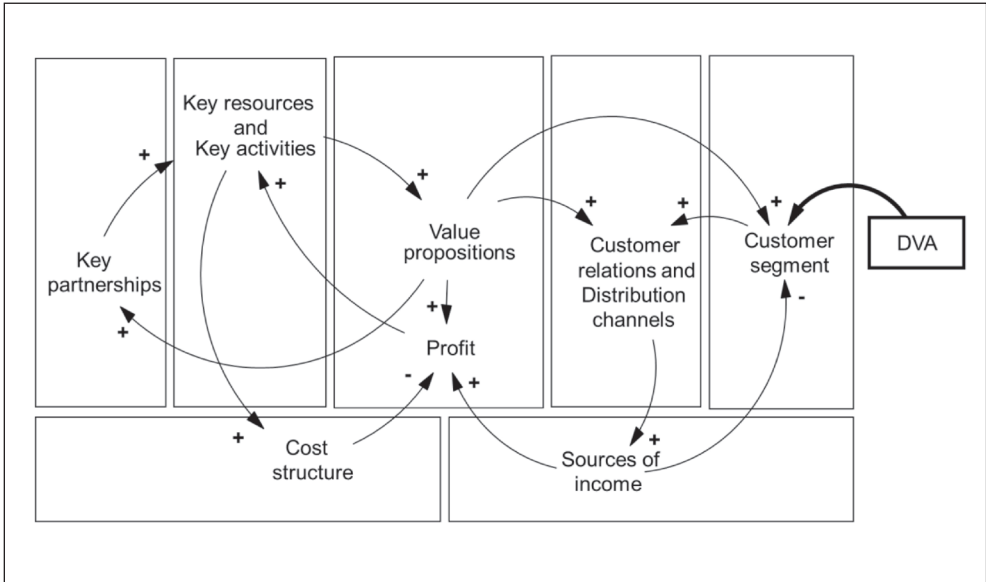 Key resources
and
Key activities
+
+
+
Key
partnerships
+
Value
propositions
+
Profit
-
+
+
+
+
Customer
relations and
Distribution
channels
Customer
segment
-
DVA
+
Cost
structure
+
Sources of
income